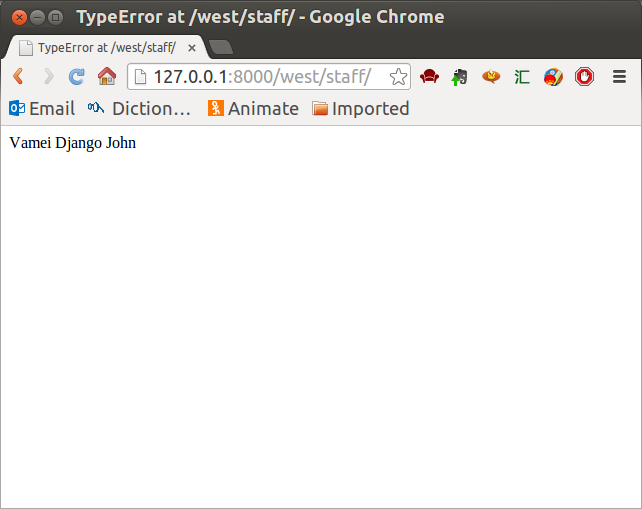 TypeError at /west/staff/ - Google Chrome
TypeError at /west/staff/
127.0.0.1:8000/west/staff/ 汇
Email Diction... Animate Imported
Vamei Django John